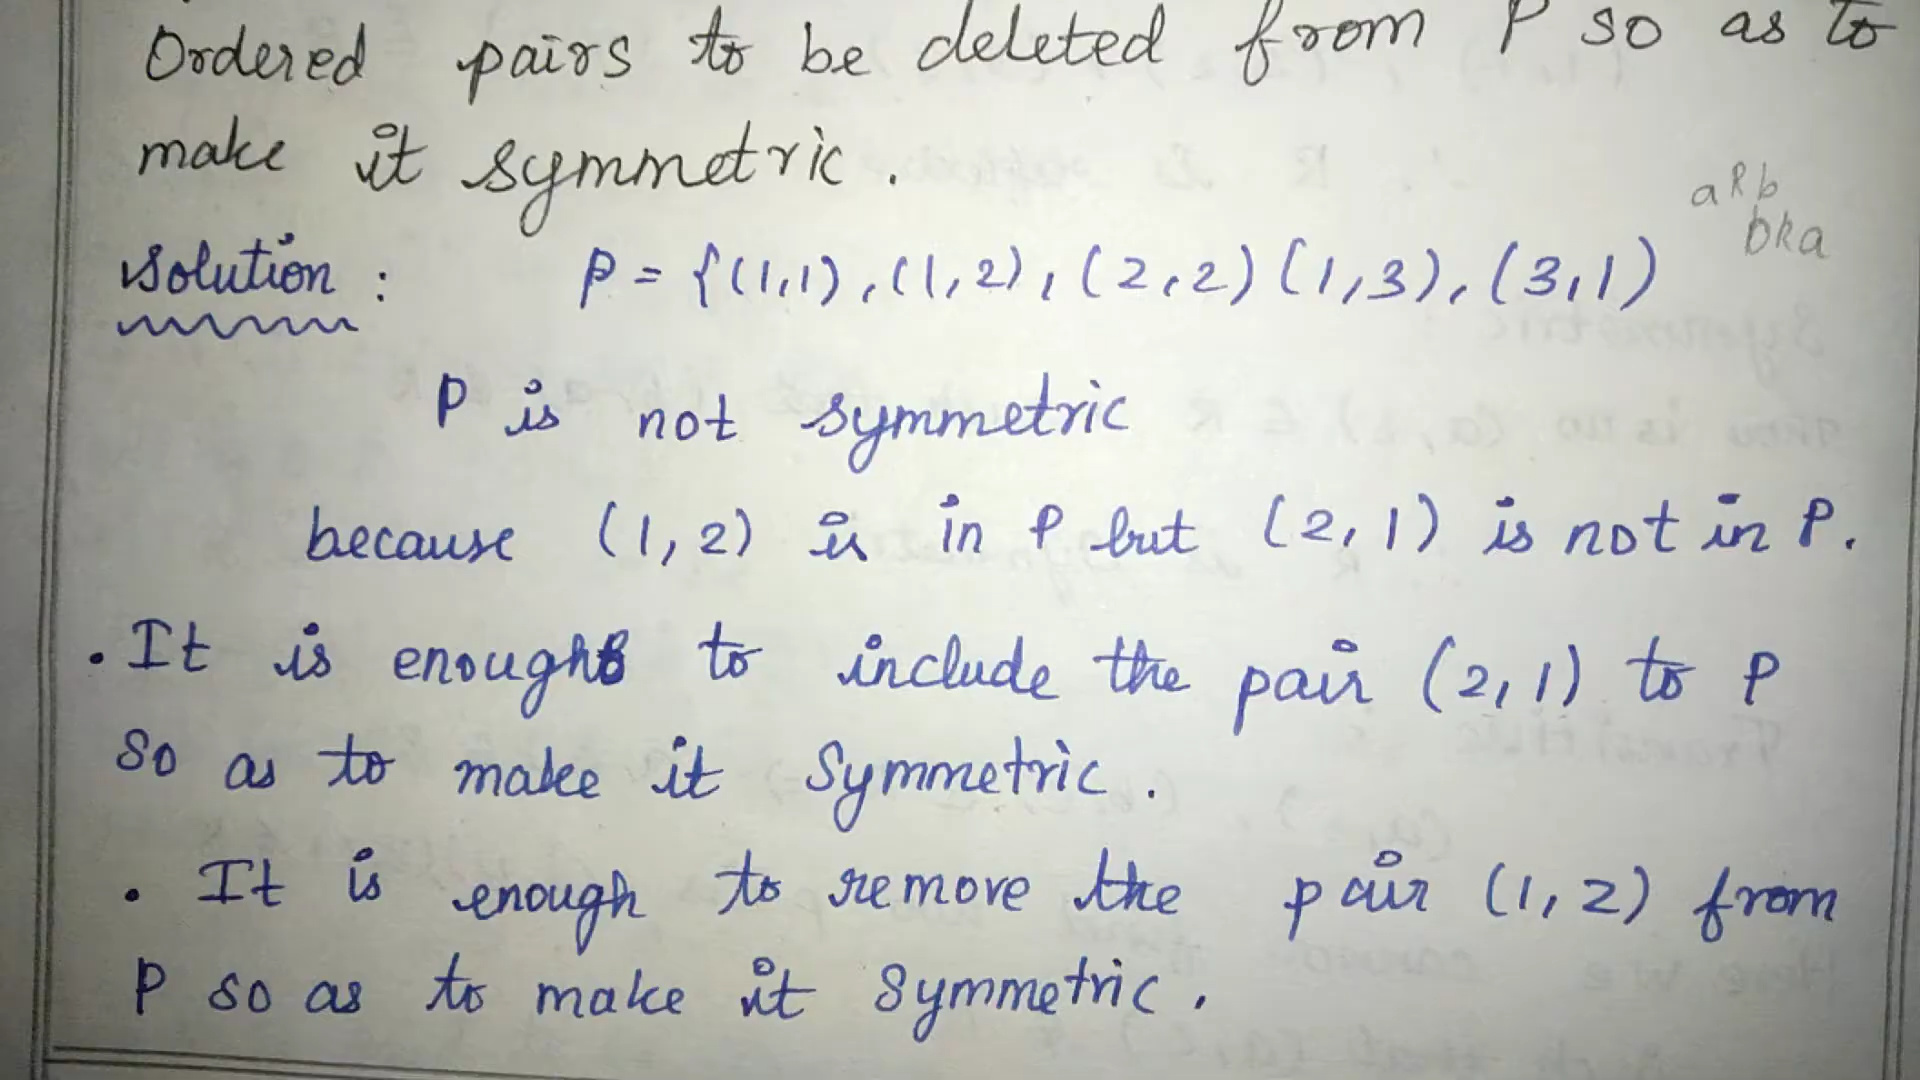 Ordered pairs to be deleted from P so as to
make it symmetric.
aRb
bRa
Solution : P = {(1,1), (1,2), (2,2) (1,3), (3,1)
P is not symmetric
because (1,2) is in P but (2,1) is not in P.
• It is enough to include the pair (2,1) to P
so as to make it Symmetric.
• It is enough to remove the pair (1,2) from
P so as to make it Symmetric.